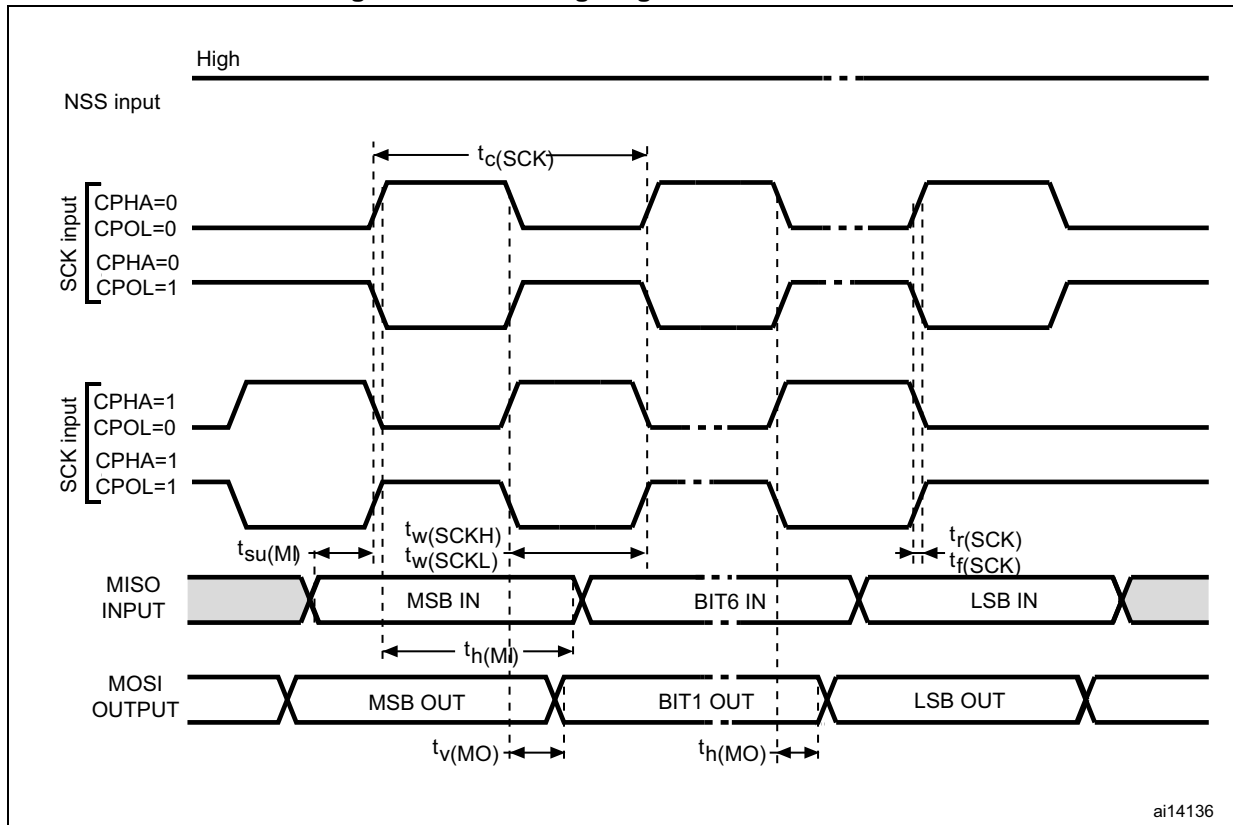 High
NSS input
tc(SCK)
SCK input
CPHA=0
CPOL=0
CPHA=0
CPOL=1
SCK input
CPHA=1
CPOL=0
CPHA=1
CPOL=1
tsu(MI)
tw(SCKH)
tw(SCKL)
tr(SCK)
tf(SCK)
MISO
INPUT
MSB IN
BIT6 IN
LSB IN
th(MI)
MOSI
OUTPUT
MSB OUT
BIT1 OUT
LSB OUT
tv(MO)
th(MO)
ai14136